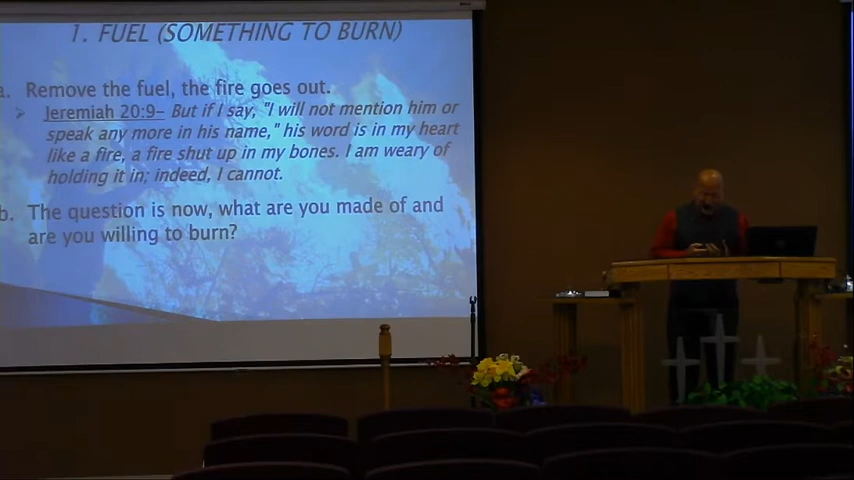 1. FUEL (SOMETHING TO BURN)
a. Remove the fuel, the fire goes out.
Jeremiah 20:9– But if I say, "I will not mention him or
speak any more in his name," his word is in my heart
like a fire, a fire shut up in my bones. I am weary of
holding it in; indeed, I cannot.
b. The question is now, what are you made of and
are you willing to burn?